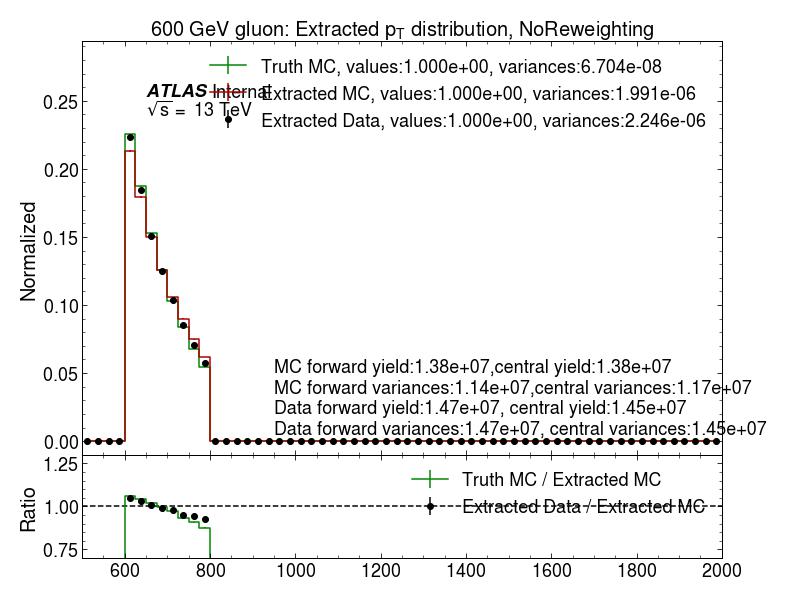 600 GeV gluon: Extracted pT distribution, NoReweighting
Truth MC, values:1.000e+00, variances:6.704e-08
ATLAS Internal
Extracted MC, values:1.000e+00, variances:1.991e-06
√s = 13 TeV
Extracted Data, values:1.000e+00, variances:2.246e-06
Normalized
0.25
0.20
0.15
0.10
0.05
0.00
MC forward yield:1.38e+07,central yield:1.38e+07
MC forward variances:1.14e+07,central variances:1.17e+07
Data forward yield:1.47e+07, central yield:1.45e+07
Data forward variances:1.47e+07, central variances:1.45e+07
Ratio
1.25
1.00
0.75
Truth MC / Extracted MC
Extracted Data / Extracted MC
600 800 1000 1200 1400 1600 1800 2000